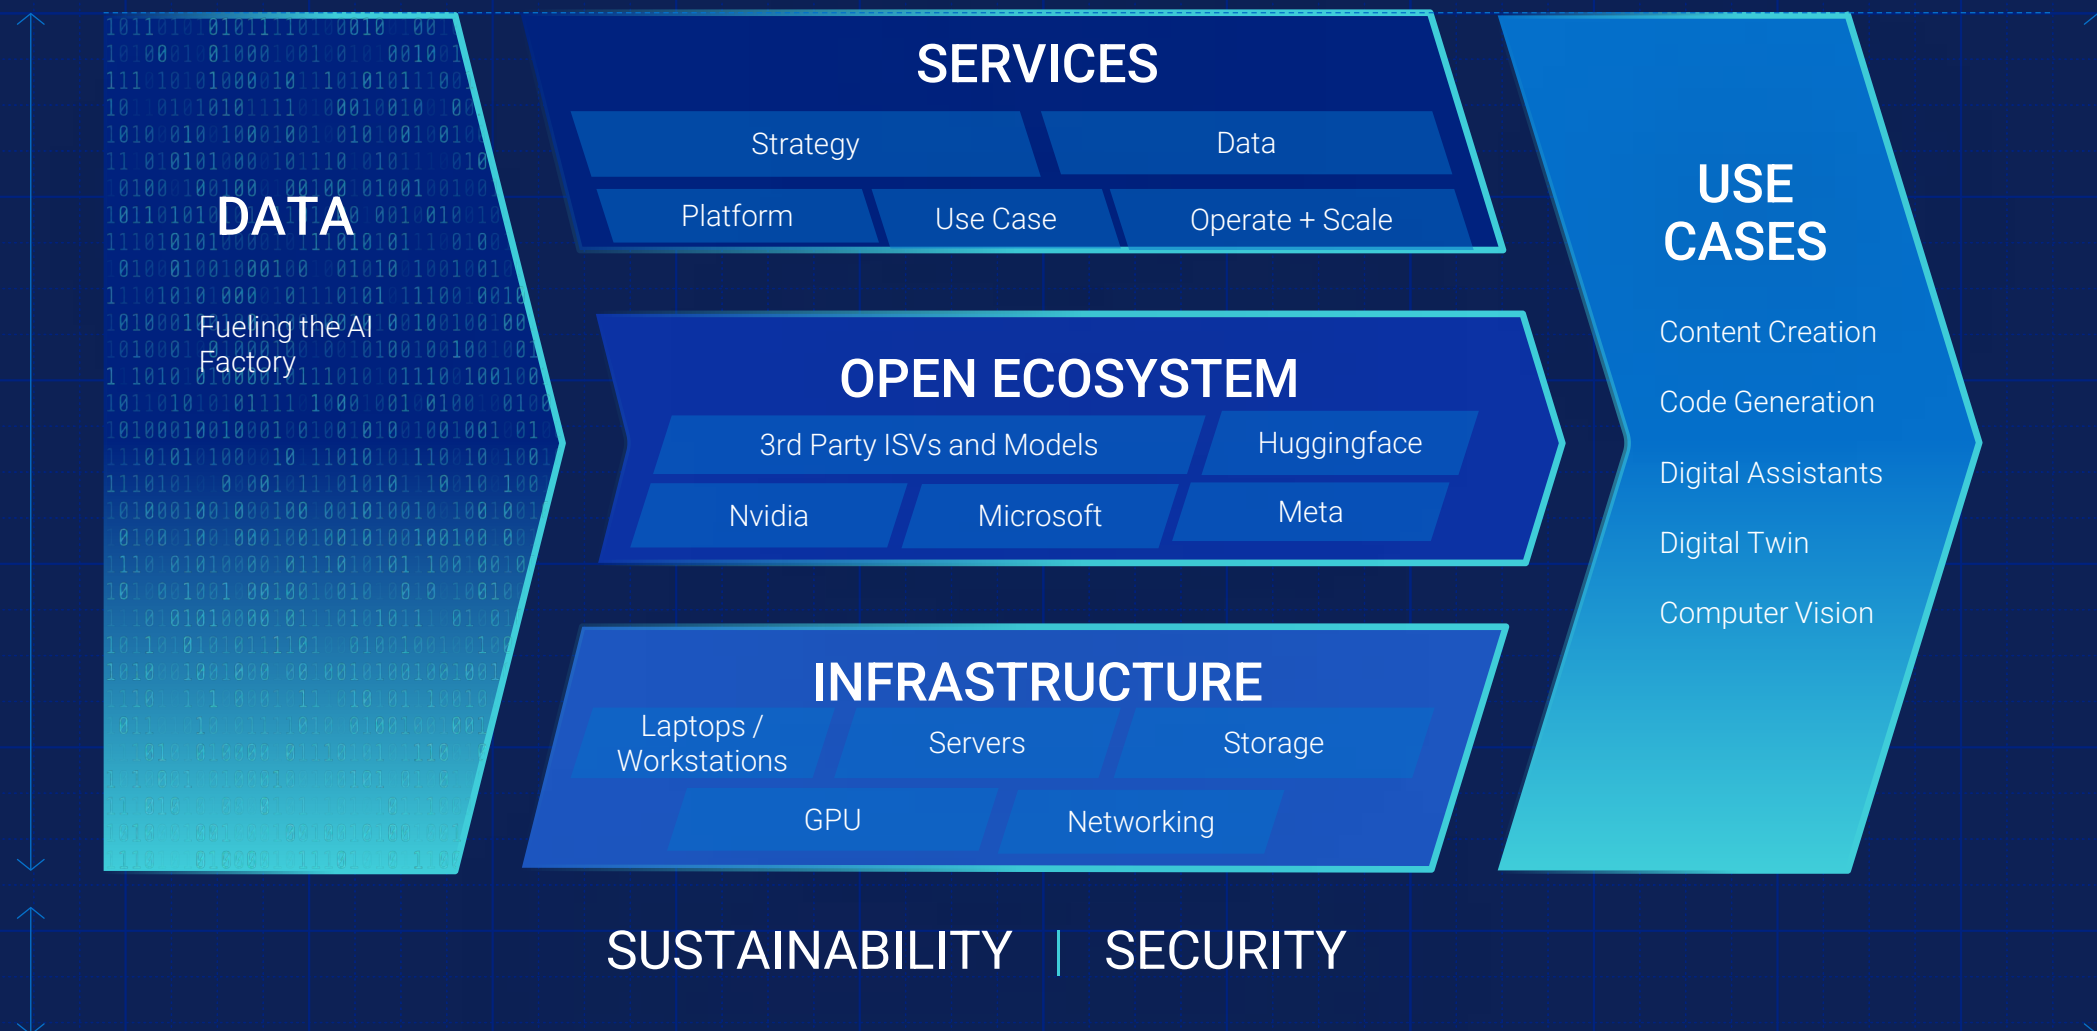 DATA
Fueling the AI
Factory
SERVICES
Strategy
Data
Platform
Use Case
Operate + Scale
OPEN ECOSYSTEM
3rd Party ISVs and Models
Huggingface
Nvidia
Microsoft
Meta
INFRASTRUCTURE
Laptops /
Workstations
Servers
Storage
GPU
Networking
USE
CASES
Content Creation
Code Generation
Digital Assistants
Digital Twin
Computer Vision
SUSTAINABILITY | SECURITY